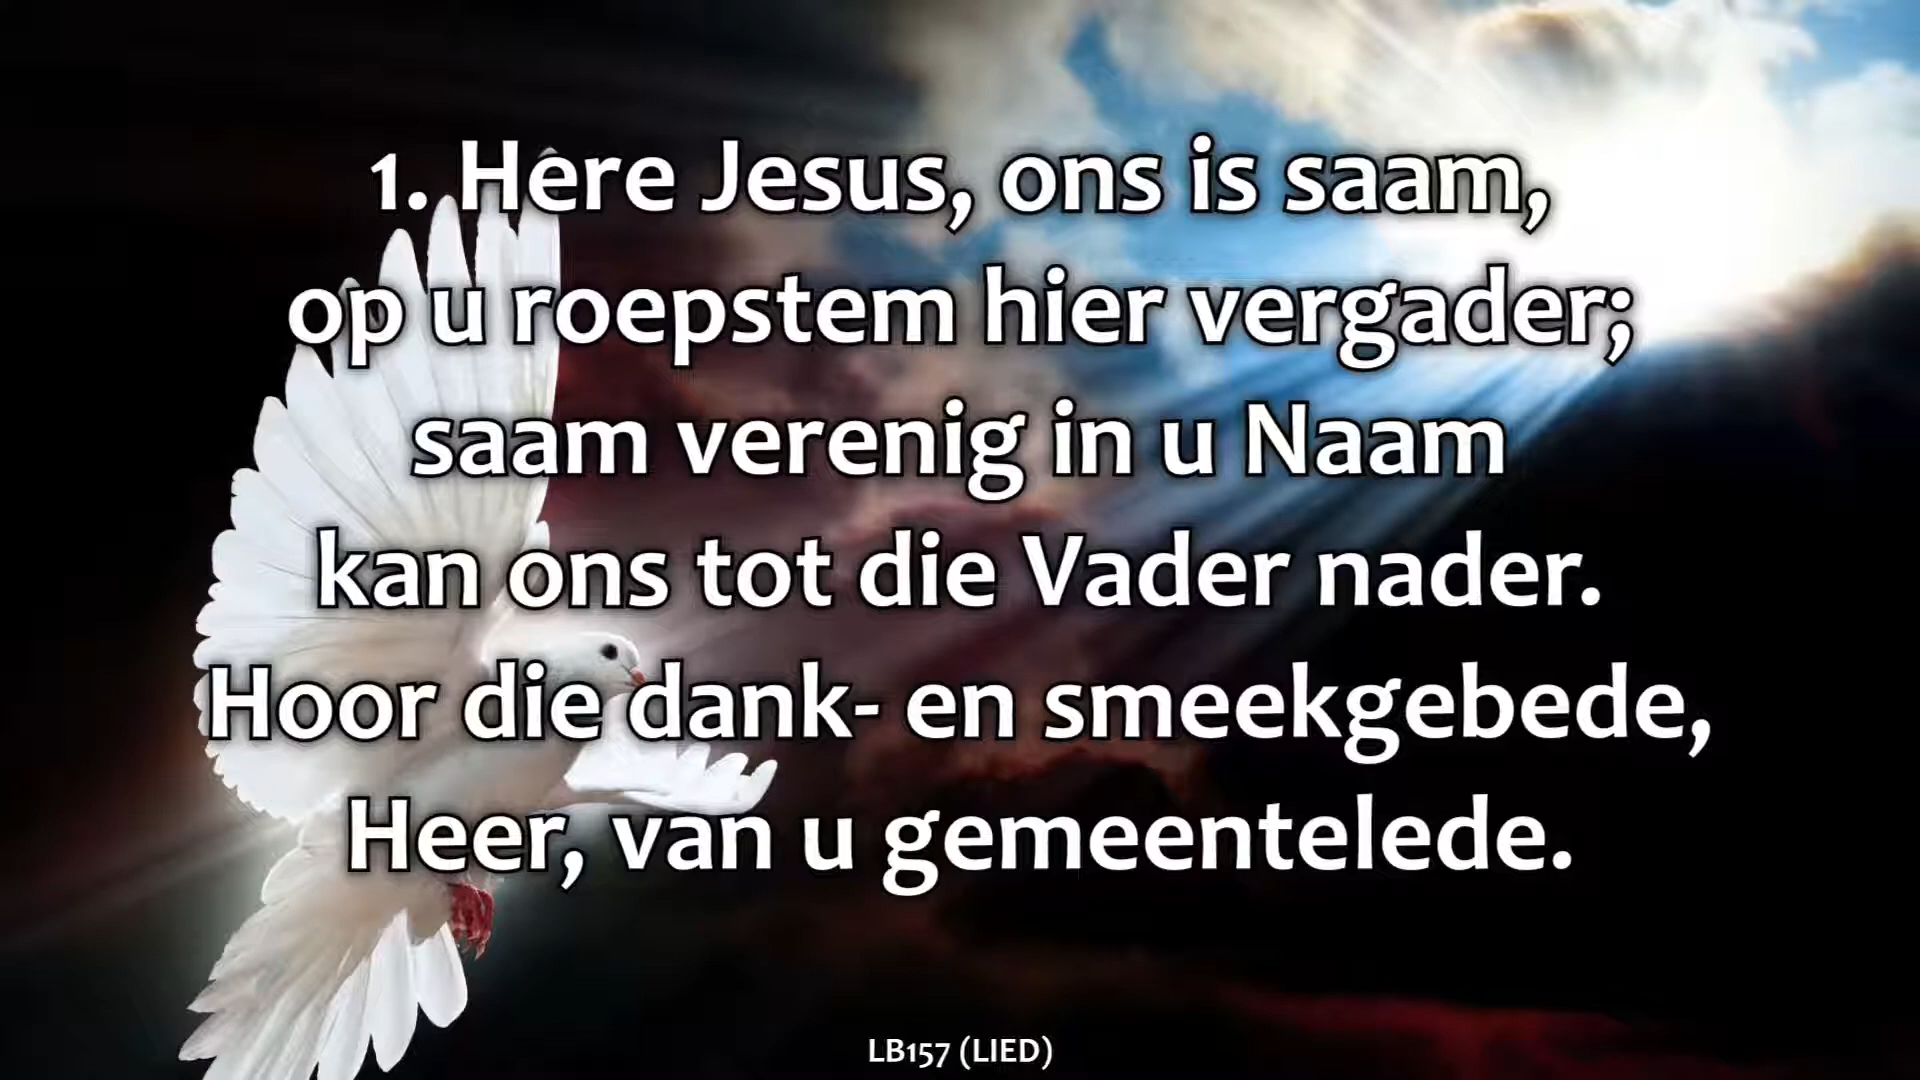 1. Here Jesus, ons is saam,
op u roepstem hier vergader;
saam verenig in u Naam
kan ons tot die Vader nader.
Hoor die dank- en smeekgebede,
Heer, van u gemeentelede.
LB157 (LIED)